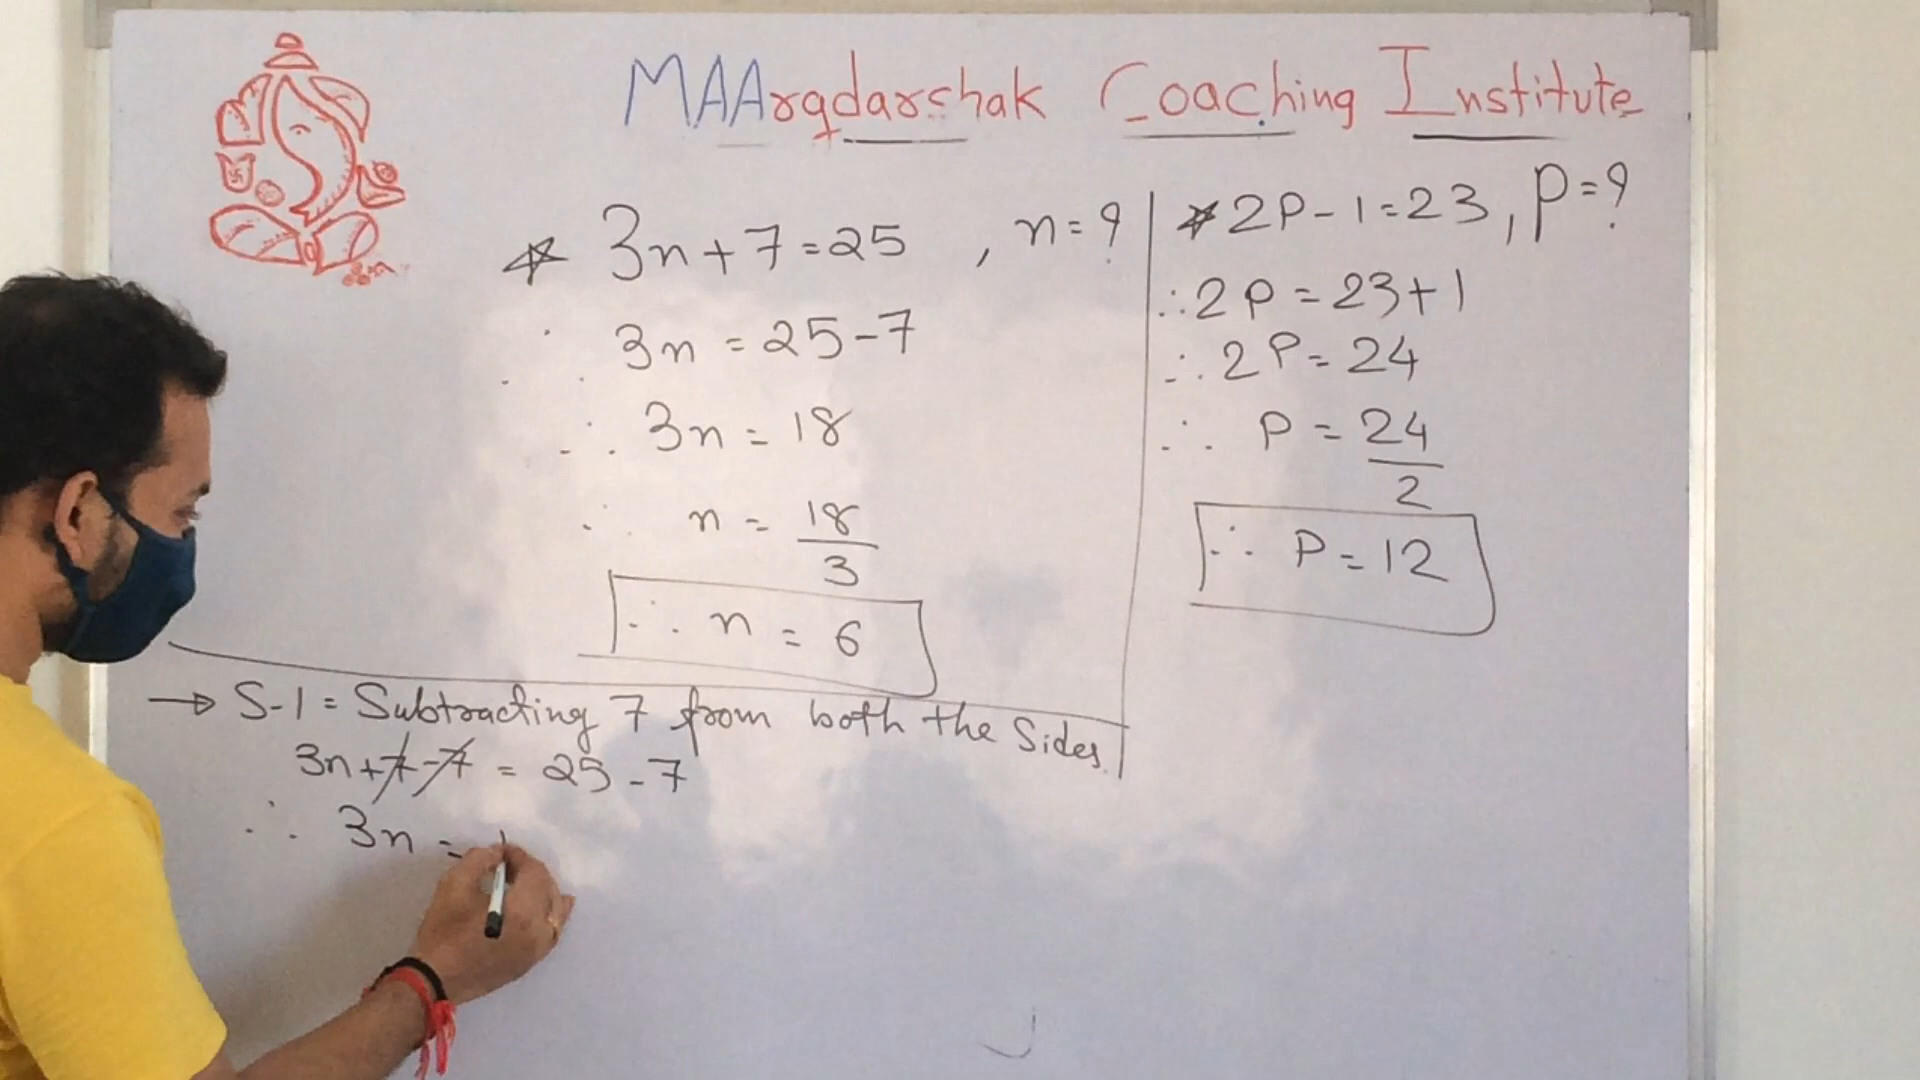 MAArgdarshak Coaching Institute
* 3n + 7 = 25 , n = ?
∴ 3n = 25 - 7
∴ 3n = 18
∴ n = 18/3
∴ n = 6
* 2P - 1 = 23, P = ?
∴ 2P = 23 + 1
∴ 2P = 24
∴ P = 24/2
∴ P = 12
→ S-1 = Subtracting 7 from both the Sides.
3n + 7 - 7 = 25 - 7
∴ 3n = 1